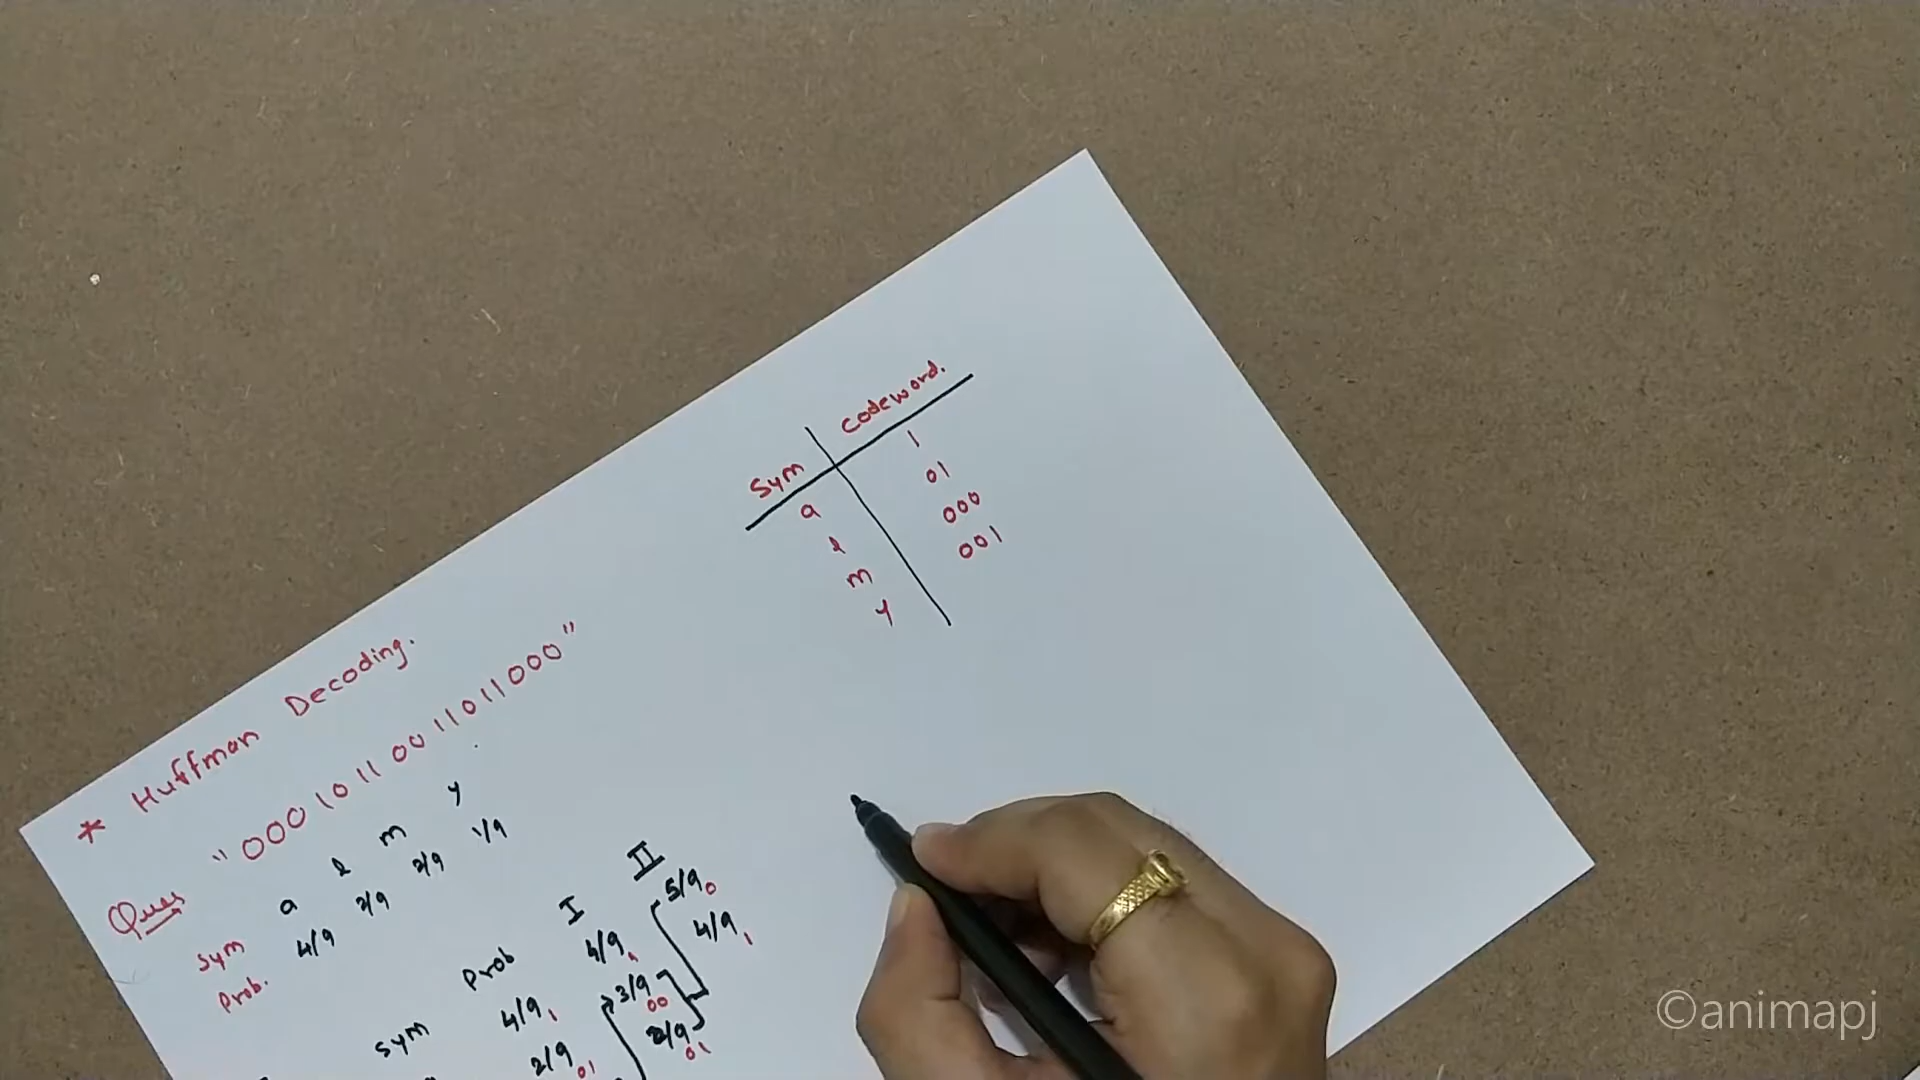 * Huffman Decoding.
Ques "0001011001101 1000"
Sym a l m y
Prob. 4/9 2/9 2/9 1/9
Sym Codeword.
a 1
l 01
m 000
y 001
Sym Prob I II
4/9 1 4/9 1 5/9 0
2/9 01 3/9 00 4/9 1
2/9 01
©animapj